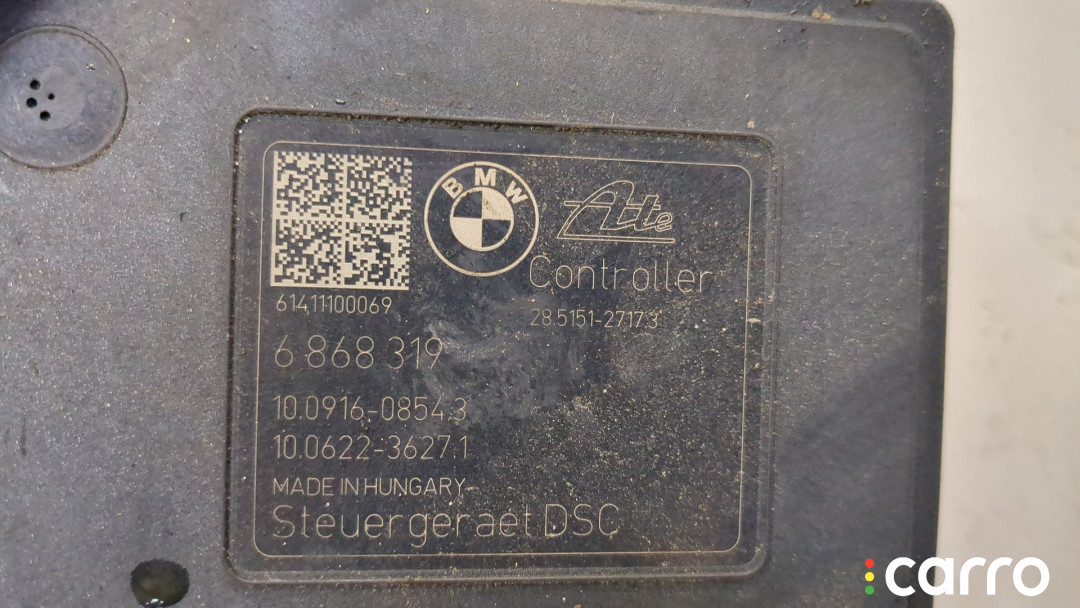 BMW
Ate
Controller
61411100069
28.5151-2717.3
6 868 319
10.0916-0854.3
10.0622-3627.1
MADE IN HUNGARY
Steuergeraet DSC
carro